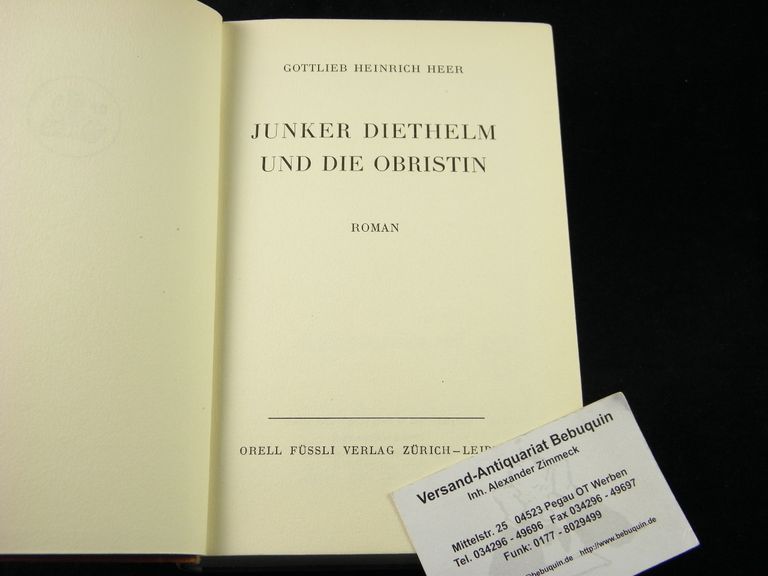 GOTTLIEB HEINRICH HEER
JUNKER DIETHELM
UND DIE OBRISTIN
ROMAN
ORELL FÜSSLI VERLAG ZÜRICH–LEI
Versand-Antiquariat Bebuquin
Inh. Alexander Zimmeck
Mittelstr. 25 04523 Pegau OT Werben
Tel. 034296 - 49696 Fax 034296 - 49697
Funk: 0177 - 8029499
@bebuquin.de http://www.bebuquin.de